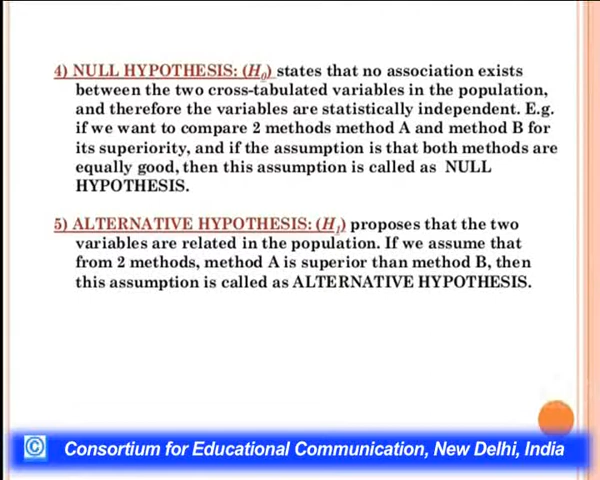 4) NULL HYPOTHESIS: (H0) states that no association exists
between the two cross-tabulated variables in the population,
and therefore the variables are statistically independent. E.g.
if we want to compare 2 methods method A and method B for
its superiority, and if the assumption is that both methods are
equally good, then this assumption is called as NULL
HYPOTHESIS.
5) ALTERNATIVE HYPOTHESIS: (H1) proposes that the two
variables are related in the population. If we assume that
from 2 methods, method A is superior than method B, then
this assumption is called as ALTERNATIVE HYPOTHESIS.
© Consortium for Educational Communication, New Delhi, India